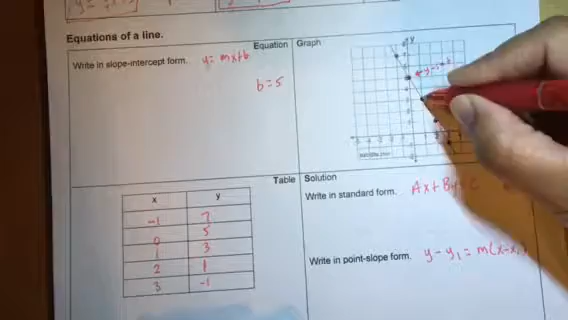 Equations of a line.
Equation
Graph
Write in slope-intercept form. y = mx+b
b = 5
y
Table
Solution
x y
-1 7
0 5
1 3
2 1
3 -1
Write in standard form. Ax + By = C
Write in point-slope form. y - y₁ = m(x-x₁)